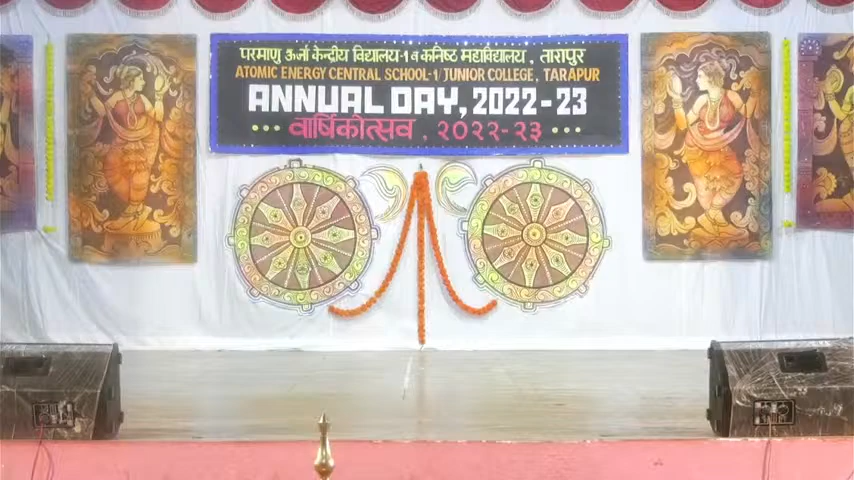 परमाणु ऊर्जा केन्द्रीय विद्यालय-१ व कनिष्ठ महाविद्यालय, तारापुर
ATOMIC ENERGY CENTRAL SCHOOL-1/JUNIOR COLLEGE, TARAPUR
ANNUAL DAY, 2022-23
वार्षिकोत्सव, २०२२-२३